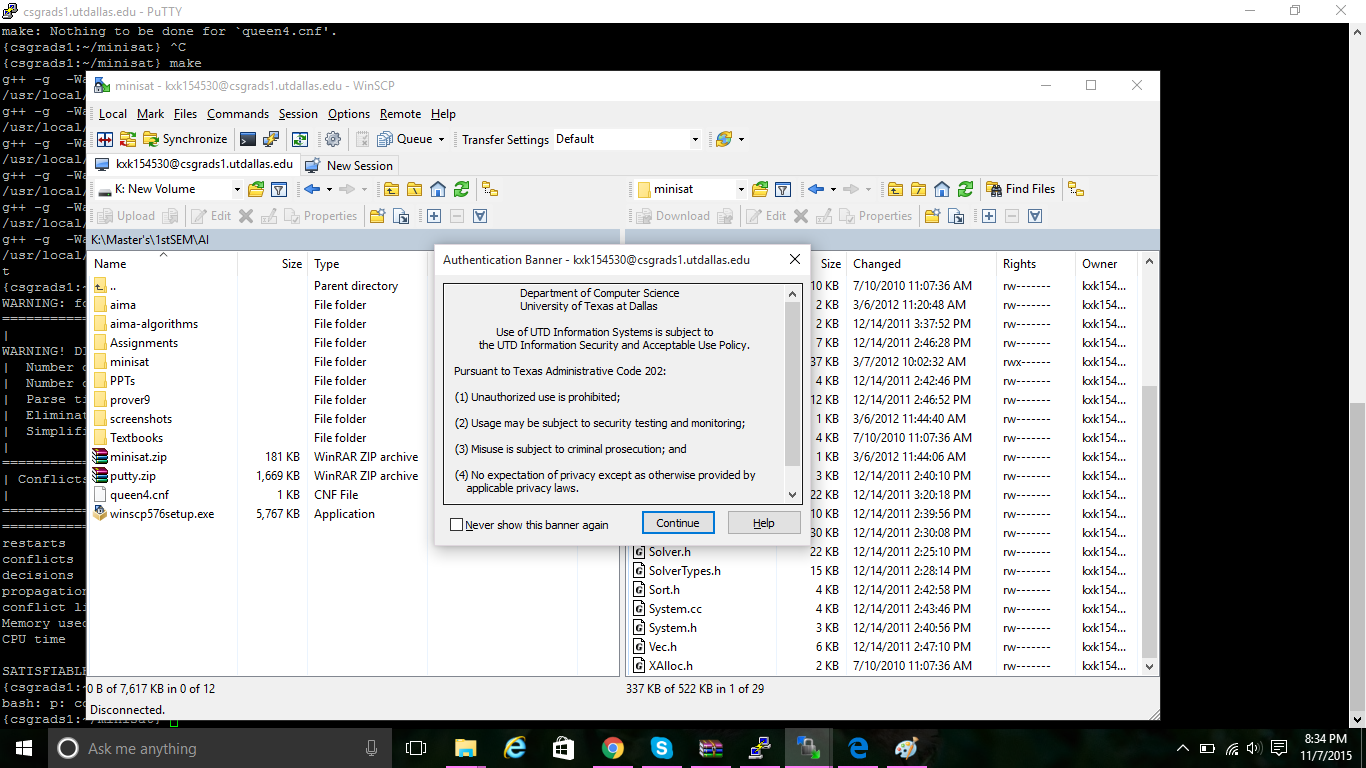 csgrads1.utdallas.edu - PuTTY
make: Nothing to be done for `queen4.cnf'.
{csgrads1:~/minisat} ^C
{csgrads1:~/minisat} make
g++ -g -Wa
/usr/local/
g++ -g -Wa
/usr/local/
g++ -g -Wa
/usr/local/
g++ -g -Wa
/usr/local/
g++ -g -Wa
/usr/local/
g++ -g -Wa
/usr/local/
t
{csgrads1:~
WARNING: fo
===========
|
WARNING! DI
| Number o
| Number o
| Parse ti
| Eliminat
| Simplifi
|
===========
| Conflicts
|
===========
===========
restarts
conflicts
decisions
propagation
conflict li
Memory used
CPU time
SATISFIABLE
{csgrads1:~
bash: p: co
{csgrads1:~/minisat}
minisat - kxk154530@csgrads1.utdallas.edu - WinSCP
Local Mark Files Commands Session Options Remote Help
Synchronize Queue Transfer Settings Default
kxk154530@csgrads1.utdallas.edu New Session
K: New Volume minisat Find Files
Upload Edit Properties Download Edit Properties
K:\Master's\1stSEM\AI
Name Size Type
.. Parent directory
aima File folder
aima-algorithms File folder
Assignments File folder
minisat File folder
PPTs File folder
prover9 File folder
screenshots File folder
Textbooks File folder
minisat.zip 181 KB WinRAR ZIP archive
putty.zip 1,669 KB WinRAR ZIP archive
queen4.cnf 1 KB CNF File
winscp576setup.exe 5,767 KB Application
Authentication Banner - kxk154530@csgrads1.utdallas.edu
Department of Computer Science
University of Texas at Dallas
Use of UTD Information Systems is subject to
the UTD Information Security and Acceptable Use Policy.
Pursuant to Texas Administrative Code 202:
(1) Unauthorized use is prohibited;
(2) Usage may be subject to security testing and monitoring;
(3) Misuse is subject to criminal prosecution; and
(4) No expectation of privacy except as otherwise provided by
applicable privacy laws.
Never show this banner again Continue Help
Size Changed Rights Owner
10 KB 7/10/2010 11:07:36 AM rw------- kxk154...
2 KB 3/6/2012 11:20:48 AM rw------- kxk154...
2 KB 12/14/2011 3:37:52 PM rw------- kxk154...
7 KB 12/14/2011 2:46:28 PM rw------- kxk154...
37 KB 3/7/2012 10:02:32 AM rwx------ kxk154...
4 KB 12/14/2011 2:42:46 PM rw------- kxk154...
12 KB 12/14/2011 2:46:52 PM rw------- kxk154...
1 KB 3/6/2012 11:44:40 AM rw------- kxk154...
4 KB 7/10/2010 11:07:36 AM rw------- kxk154...
1 KB 3/6/2012 11:44:06 AM rw------- kxk154...
3 KB 12/14/2011 2:40:10 PM rw------- kxk154...
22 KB 12/14/2011 3:20:18 PM rw------- kxk154...
10 KB 12/14/2011 2:39:56 PM rw------- kxk154...
30 KB 12/14/2011 2:30:08 PM rw------- kxk154...
Solver.h 22 KB 12/14/2011 2:25:10 PM rw------- kxk154...
SolverTypes.h 15 KB 12/14/2011 2:28:14 PM rw------- kxk154...
Sort.h 4 KB 12/14/2011 2:42:58 PM rw------- kxk154...
System.cc 4 KB 12/14/2011 2:43:46 PM rw------- kxk154...
System.h 3 KB 12/14/2011 2:40:56 PM rw------- kxk154...
Vec.h 6 KB 12/14/2011 2:47:10 PM rw------- kxk154...
XAlloc.h 2 KB 7/10/2010 11:07:36 AM rw------- kxk154...
0 B of 7,617 KB in 0 of 12 337 KB of 522 KB in 1 of 29
Disconnected.
Ask me anything
8:34 PM
11/7/2015